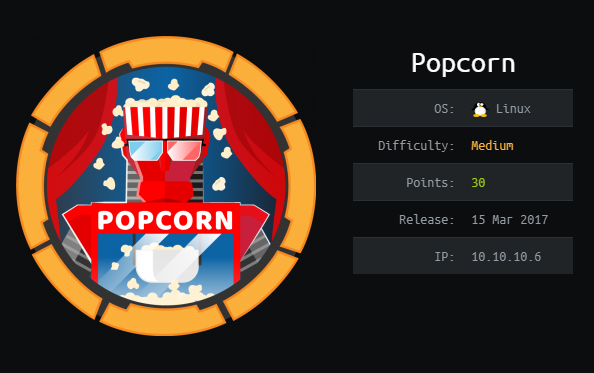 Popcorn
OS: Linux
Difficulty: Medium
Points: 30
Release: 15 Mar 2017
IP: 10.10.10.6
POPCORN